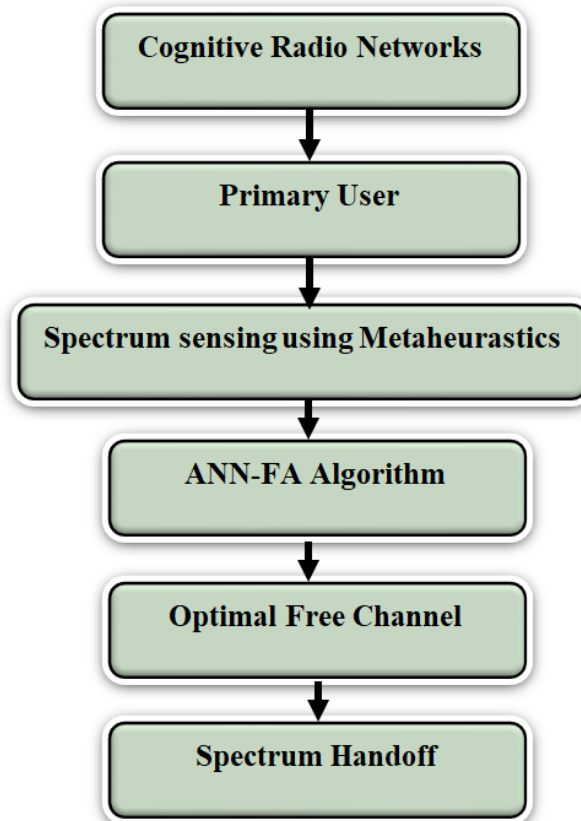 Cognitive Radio Networks
Primary User
Spectrum sensing using Metaheurastics
ANN-FA Algorithm
Optimal Free Channel
Spectrum Handoff